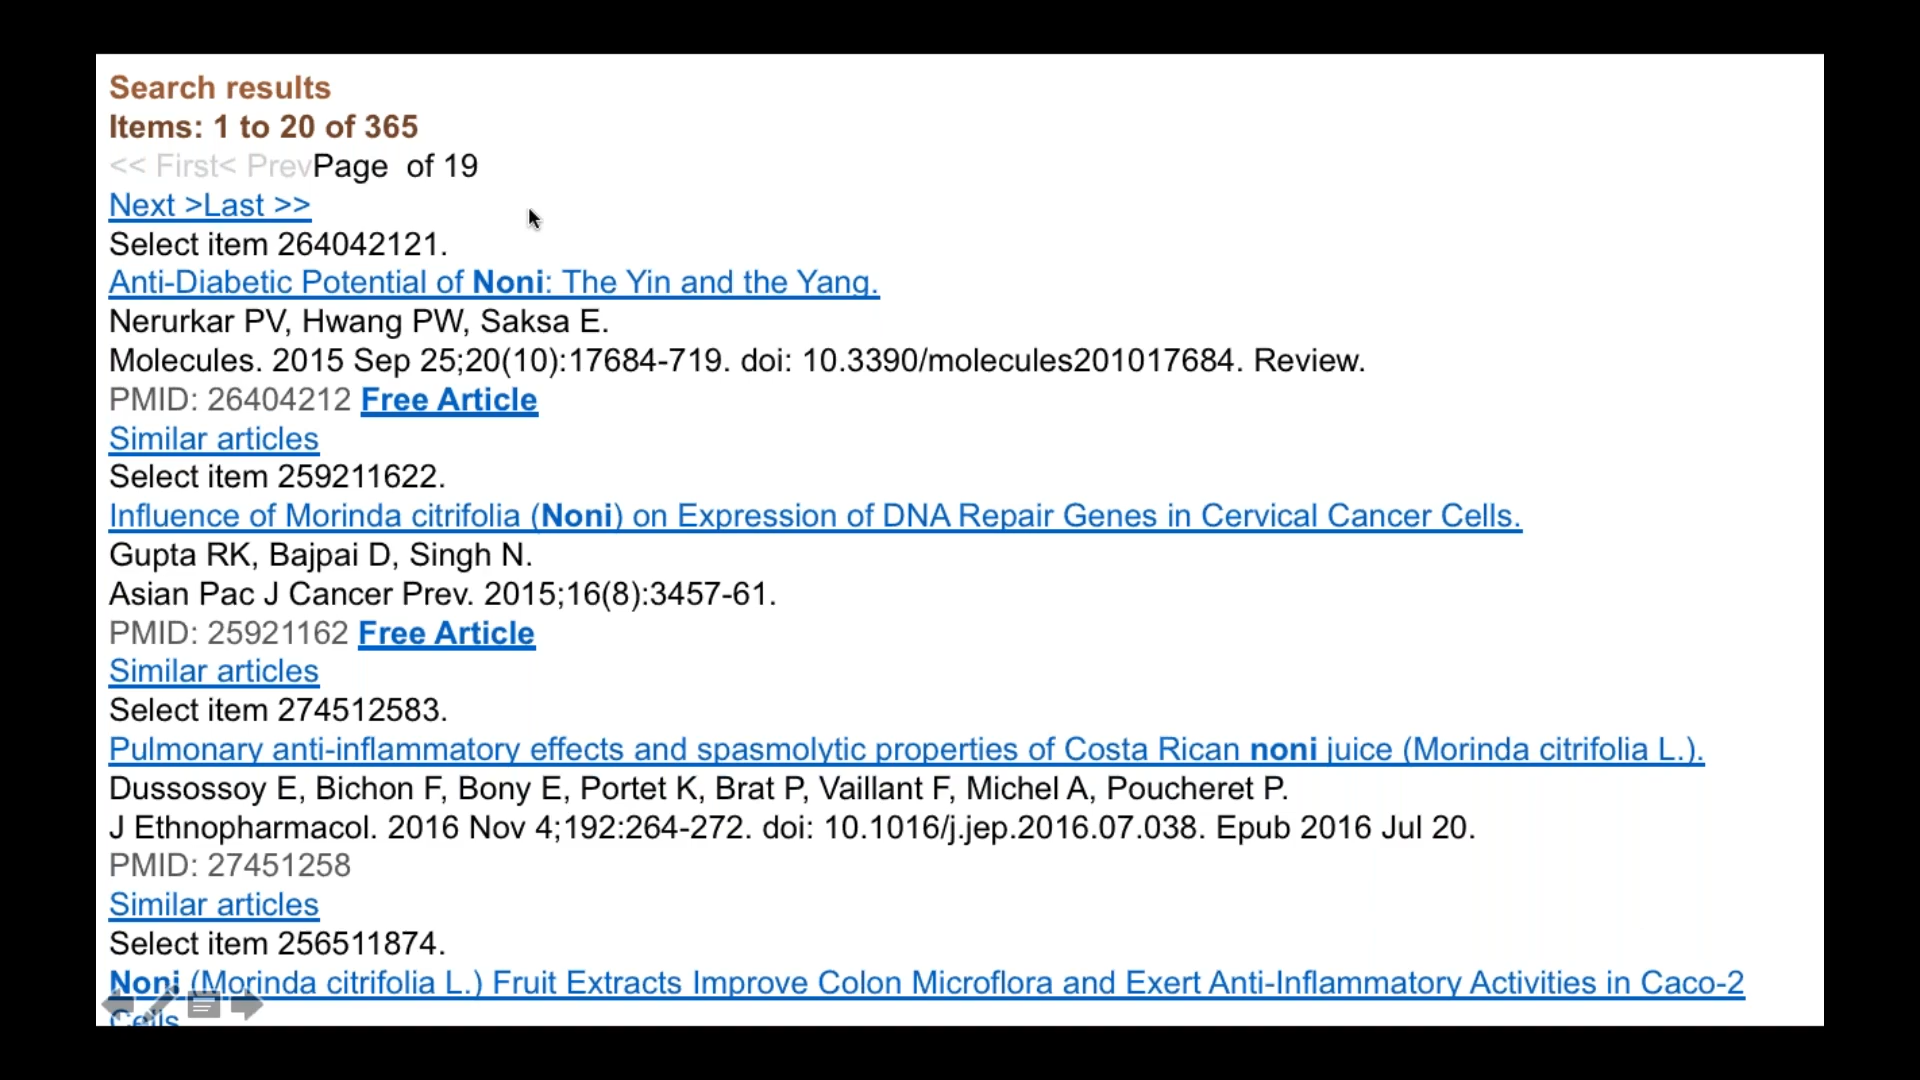 Search results
Items: 1 to 20 of 365
<< First< PrevPage  of 19
Next >Last >>
Select item 264042121.
Anti-Diabetic Potential of Noni: The Yin and the Yang.
Nerurkar PV, Hwang PW, Saksa E.
Molecules. 2015 Sep 25;20(10):17684-719. doi: 10.3390/molecules201017684. Review.
PMID: 26404212 Free Article
Similar articles
Select item 259211622.
Influence of Morinda citrifolia (Noni) on Expression of DNA Repair Genes in Cervical Cancer Cells.
Gupta RK, Bajpai D, Singh N.
Asian Pac J Cancer Prev. 2015;16(8):3457-61.
PMID: 25921162 Free Article
Similar articles
Select item 274512583.
Pulmonary anti-inflammatory effects and spasmolytic properties of Costa Rican noni juice (Morinda citrifolia L.).
Dussossoy E, Bichon F, Bony E, Portet K, Brat P, Vaillant F, Michel A, Poucheret P.
J Ethnopharmacol. 2016 Nov 4;192:264-272. doi: 10.1016/j.jep.2016.07.038. Epub 2016 Jul 20.
PMID: 27451258
Similar articles
Select item 256511874.
Noni (Morinda citrifolia L.) Fruit Extracts Improve Colon Microflora and Exert Anti-Inflammatory Activities in Caco-2
Cells